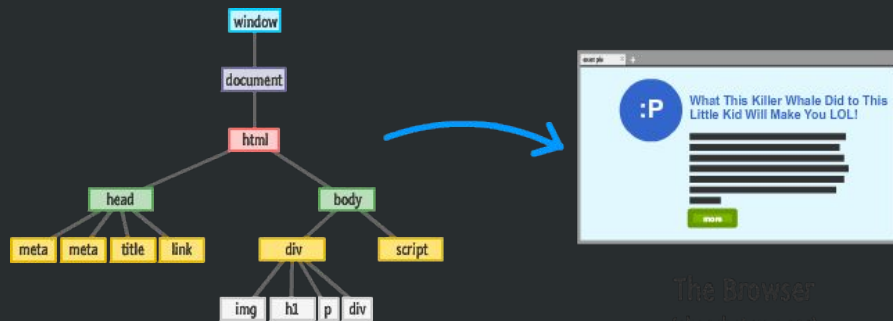 window
document
html
head
body
meta
meta
title
link
div
script
img
h1
p
div
example
:P
What This Killer Whale Did to This
Little Kid Will Make You LOL!
more
The Browser